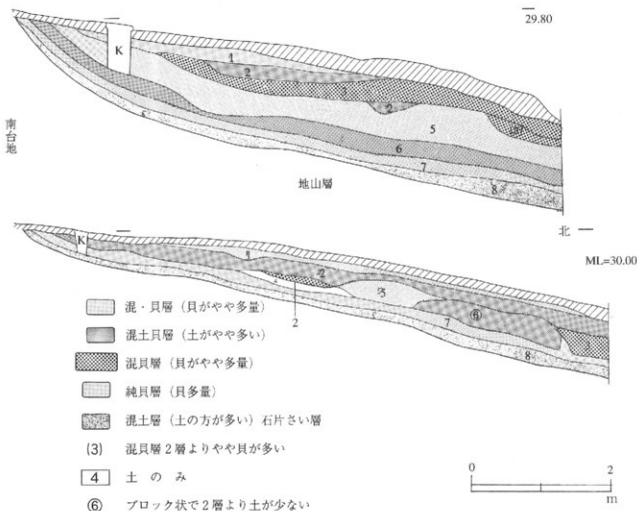 29.80
K
1
2
3
2
(3)
5
6
7
8
南台地
地山層
北
ML=30.00
K
1
2
5
2
⑥
7
3
8
混・貝層（貝がやや多量）
混土貝層（土がやや多い）
混貝層（貝がやや多量）
純貝層（貝多量）
混土層（土の方が多い）石片さい層
(3) 混貝層2層よりやや貝が多い
4 土のみ
⑥ ブロック状で2層より土が少ない
0 2
m